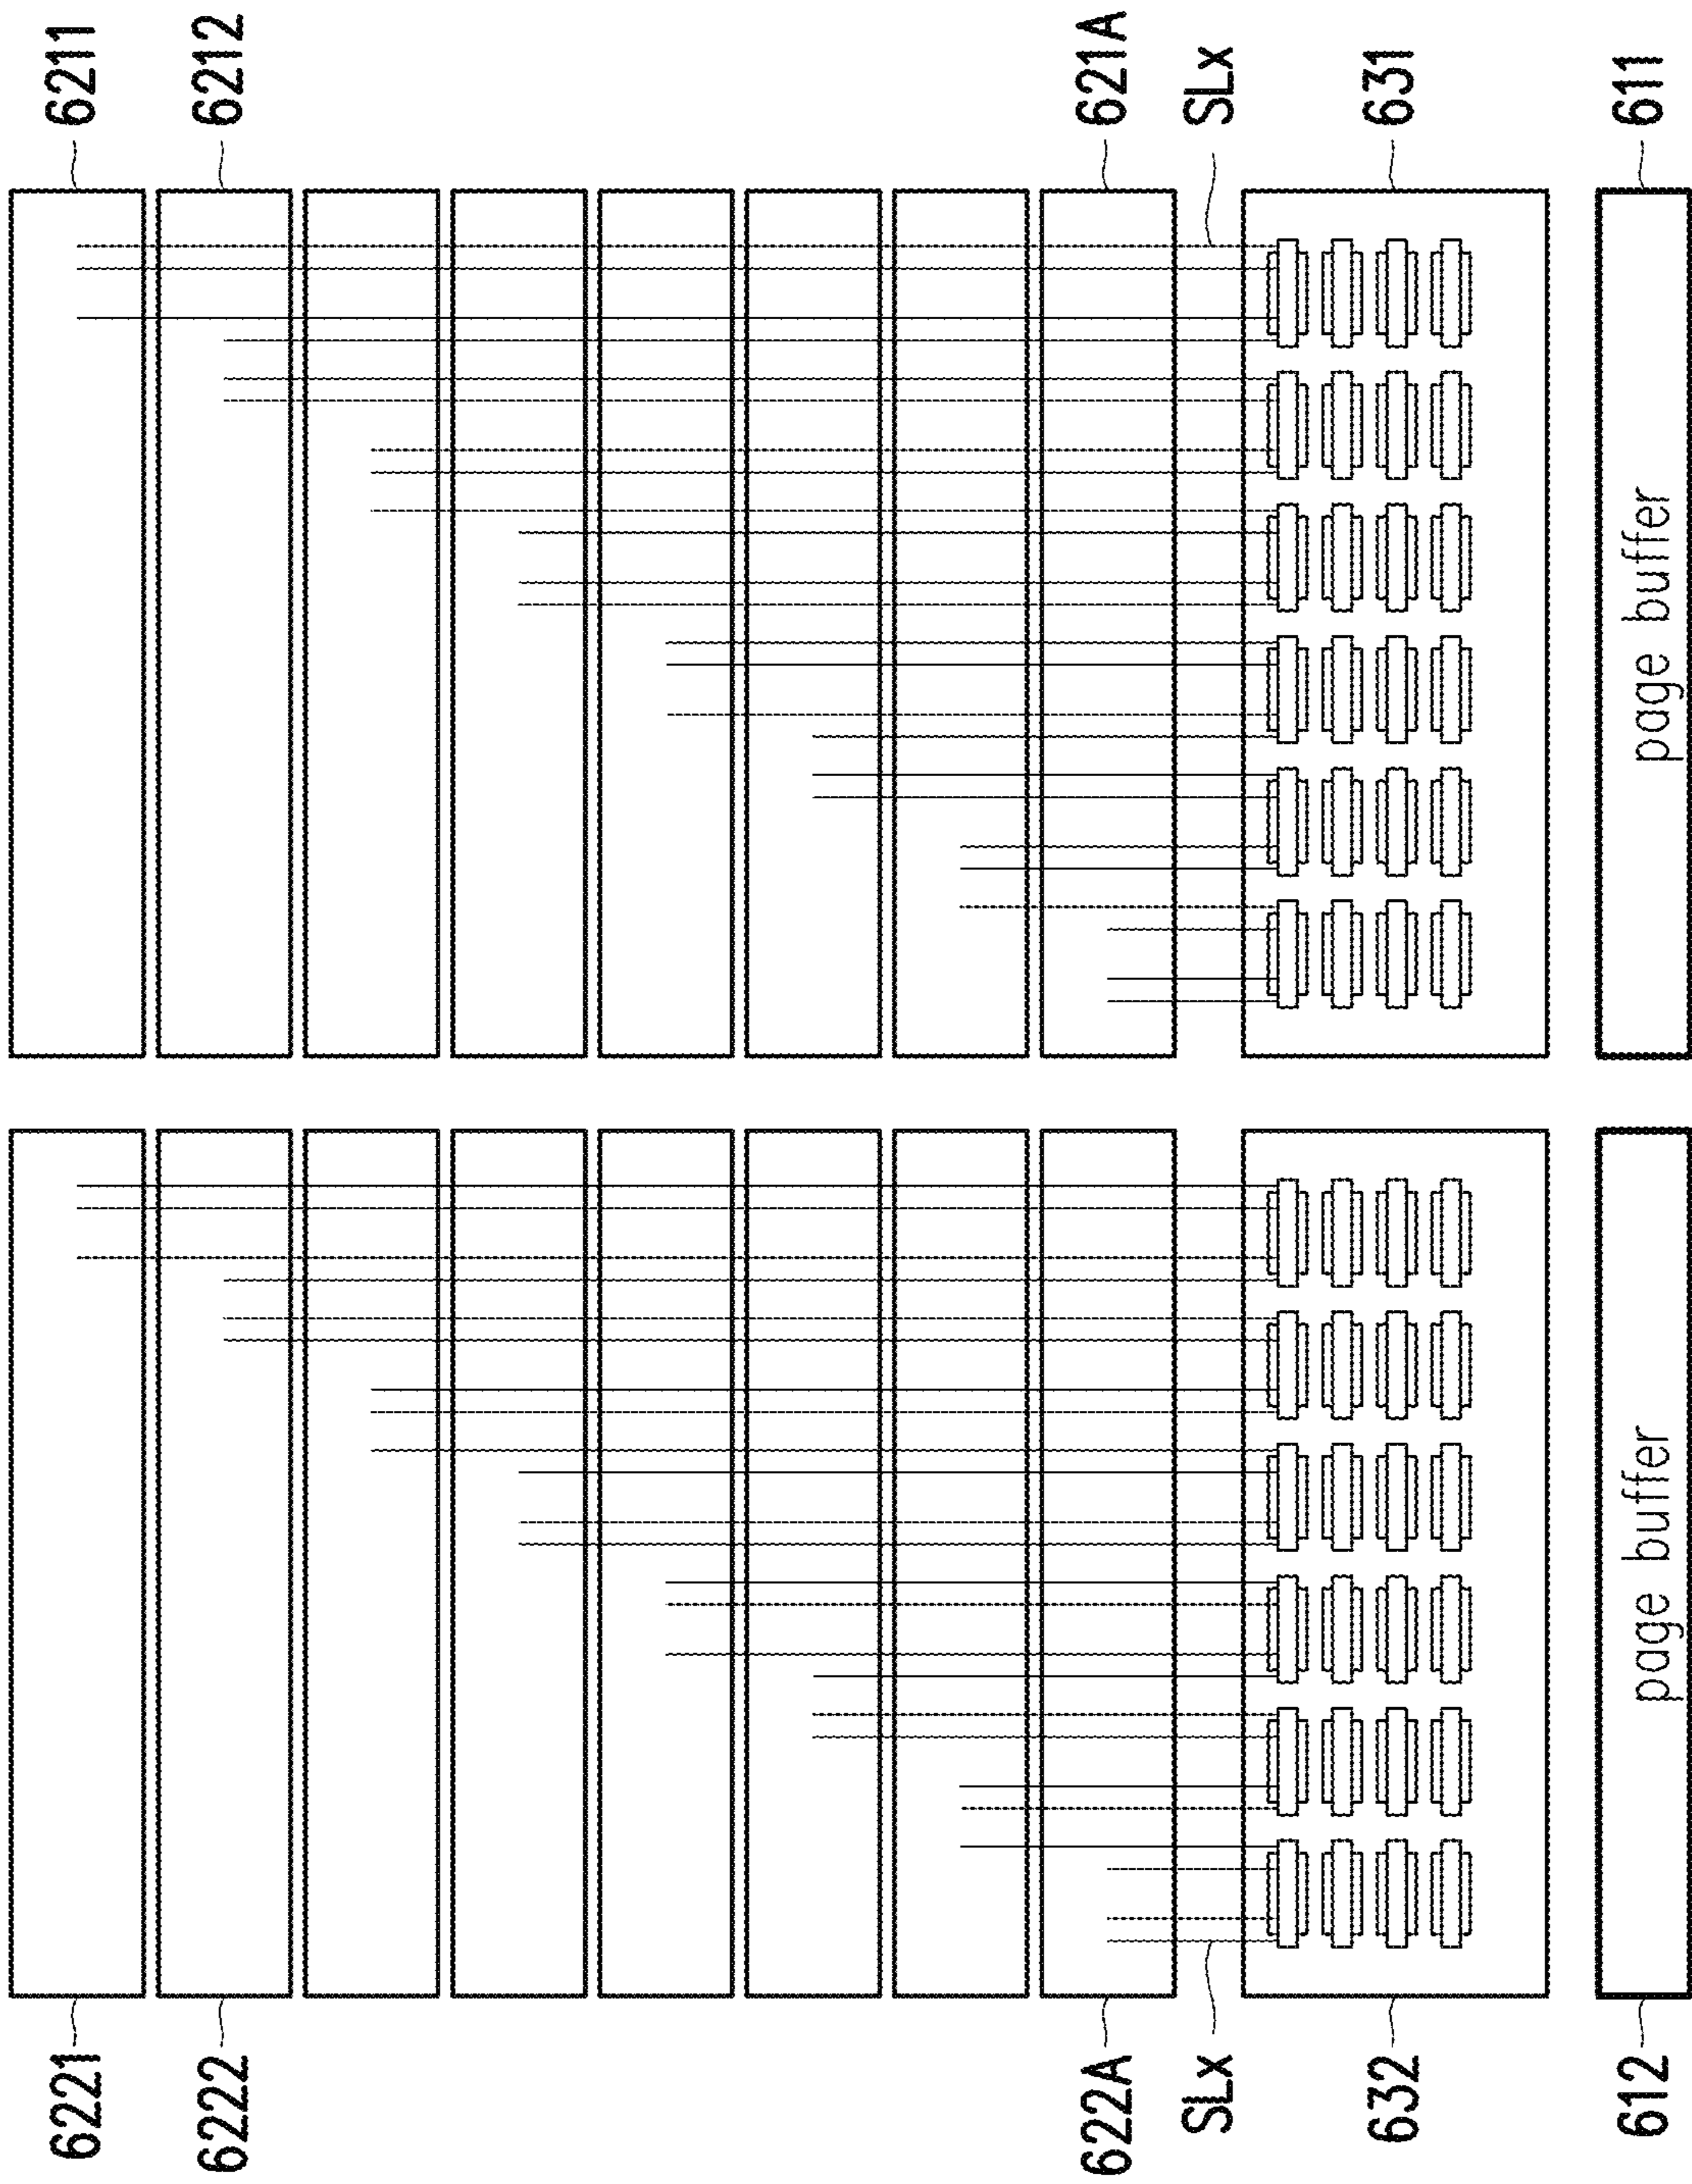 6221
6211
6222
6212
622A
621A
SLx
SLx
632
631
612
page buffer
page buffer
611